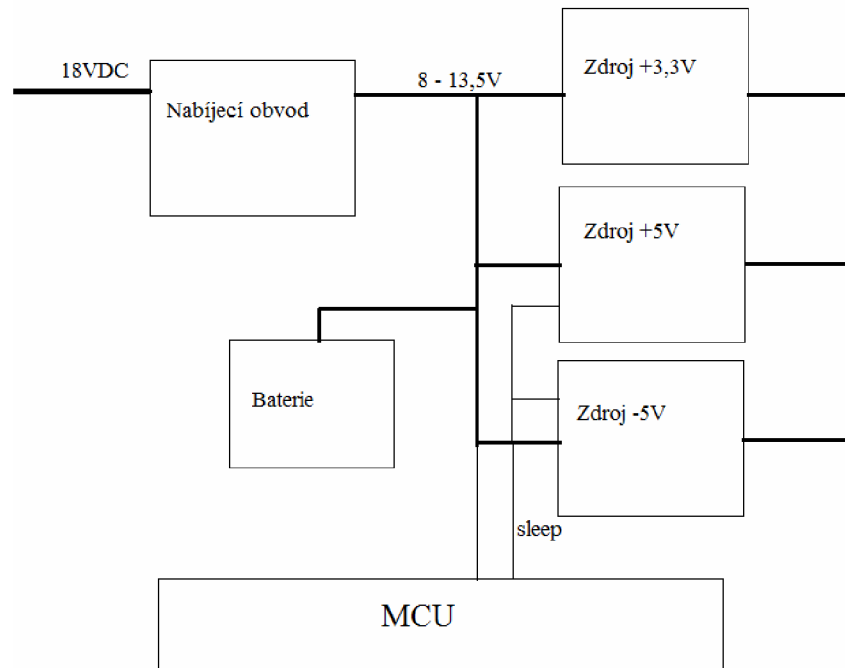 18VDC
Nabíjecí obvod
8 - 13,5V
Zdroj +3,3V
Zdroj +5V
Baterie
Zdroj -5V
sleep
MCU